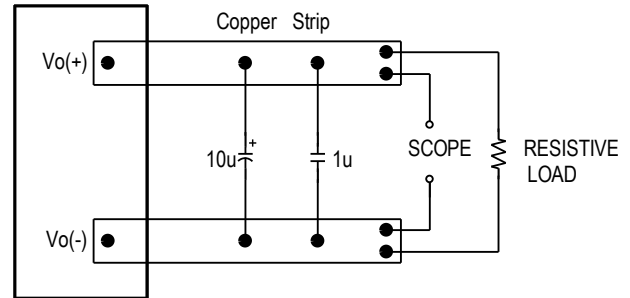 Copper Strip
Vo(+)
10u
+
1u
SCOPE
RESISTIVE
LOAD
Vo(-)